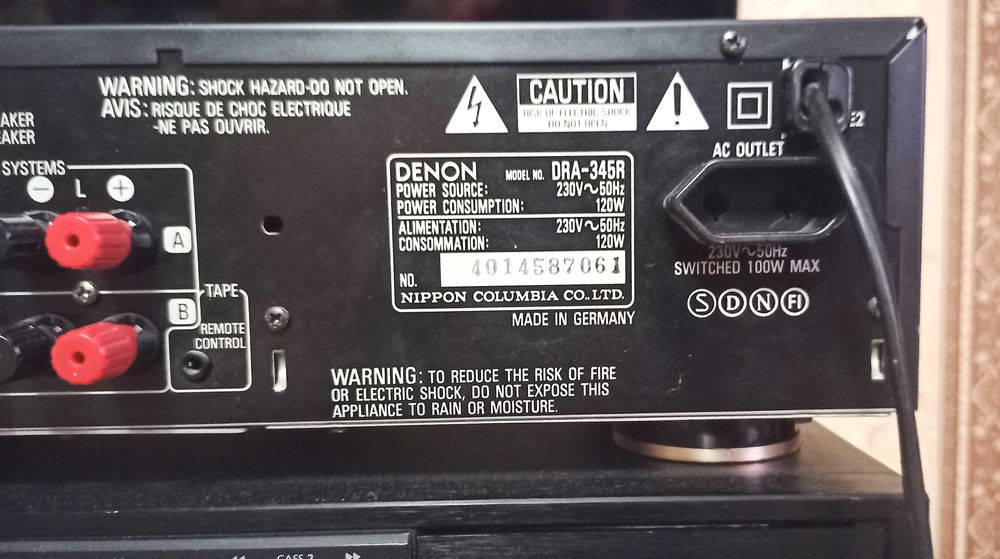 WARNING: SHOCK HAZARD-DO NOT OPEN.
AVIS: RISQUE DE CHOC ELECTRIQUE
-NE PAS OUVRIR.
AKER
EAKER
SYSTEMS
− L +
A
B
TAPE
REMOTE
CONTROL
CAUTION
RISK OF ELECTRIC SHOCK
DO NOT OPEN
E2
DENON MODEL NO. DRA-345R
POWER SOURCE: 230V～50Hz
POWER CONSUMPTION: 120W
ALIMENTATION: 230V～50Hz
CONSOMMATION: 120W
NO. 4014587061
NIPPON COLUMBIA CO., LTD.
MADE IN GERMANY
AC OUTLET
230V～50Hz
SWITCHED 100W MAX
S D N FI
WARNING: TO REDUCE THE RISK OF FIRE
OR ELECTRIC SHOCK, DO NOT EXPOSE THIS
APPLIANCE TO RAIN OR MOISTURE.
CASS 2